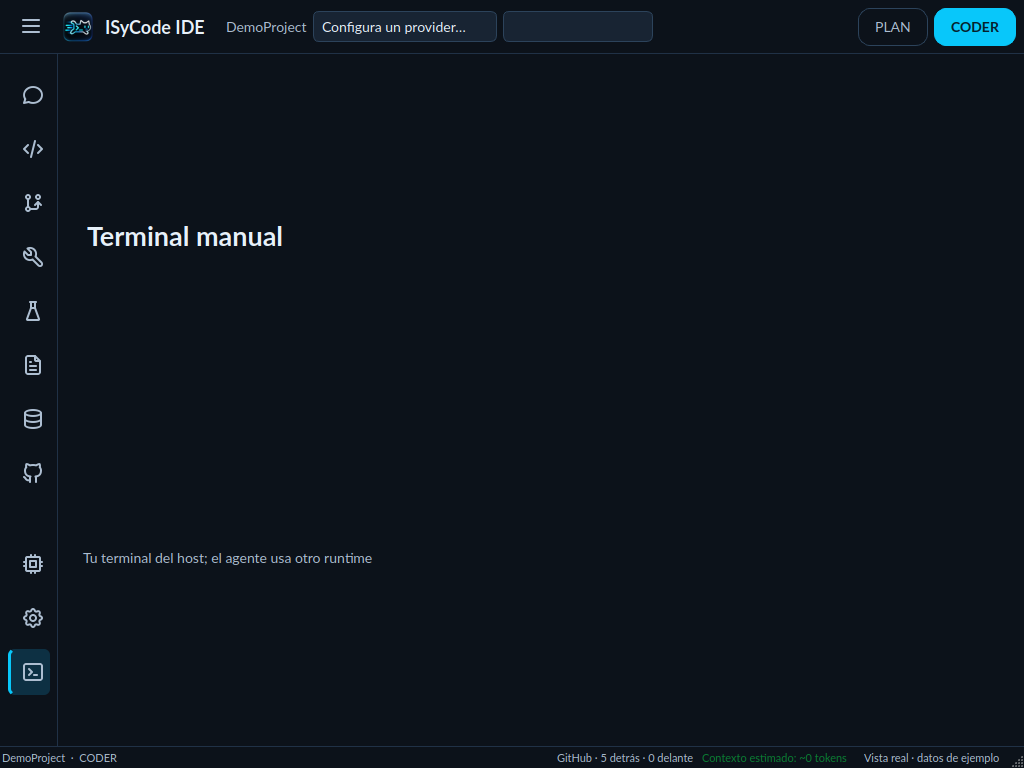 ISyCode IDE DemoProject Configura un provider... PLAN CODER
Terminal manual
Tu terminal del host; el agente usa otro runtime
DemoProject · CODER GitHub · 5 detrás · 0 delante Contexto estimado: ~0 tokens Vista real · datos de ejemplo